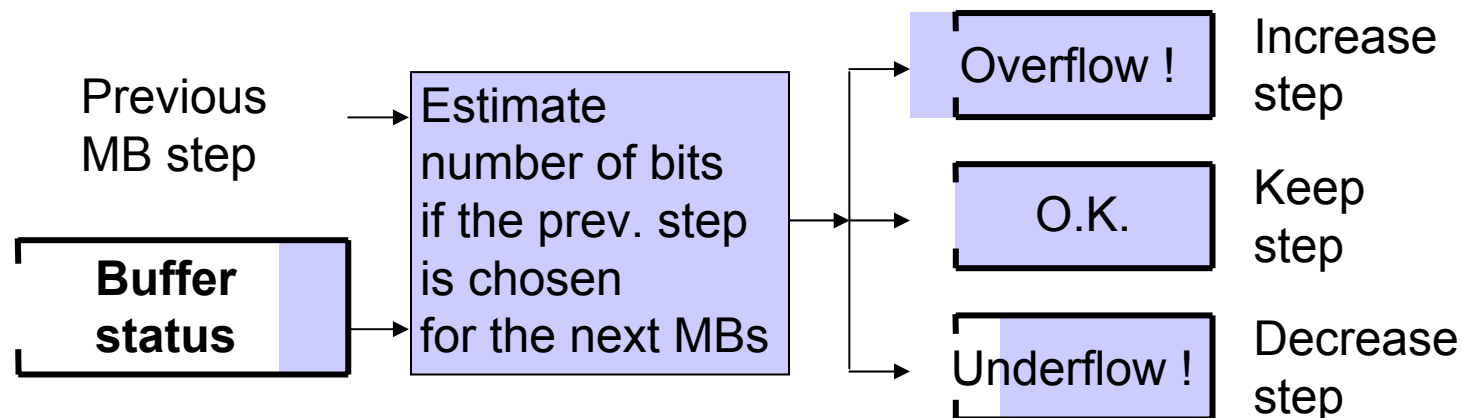 Previous
MB step
Buffer
status
Estimate
number of bits
if the prev. step
is chosen
for the next MBs
Overflow !
Increase
step
O.K.
Keep
step
Underflow !
Decrease
step